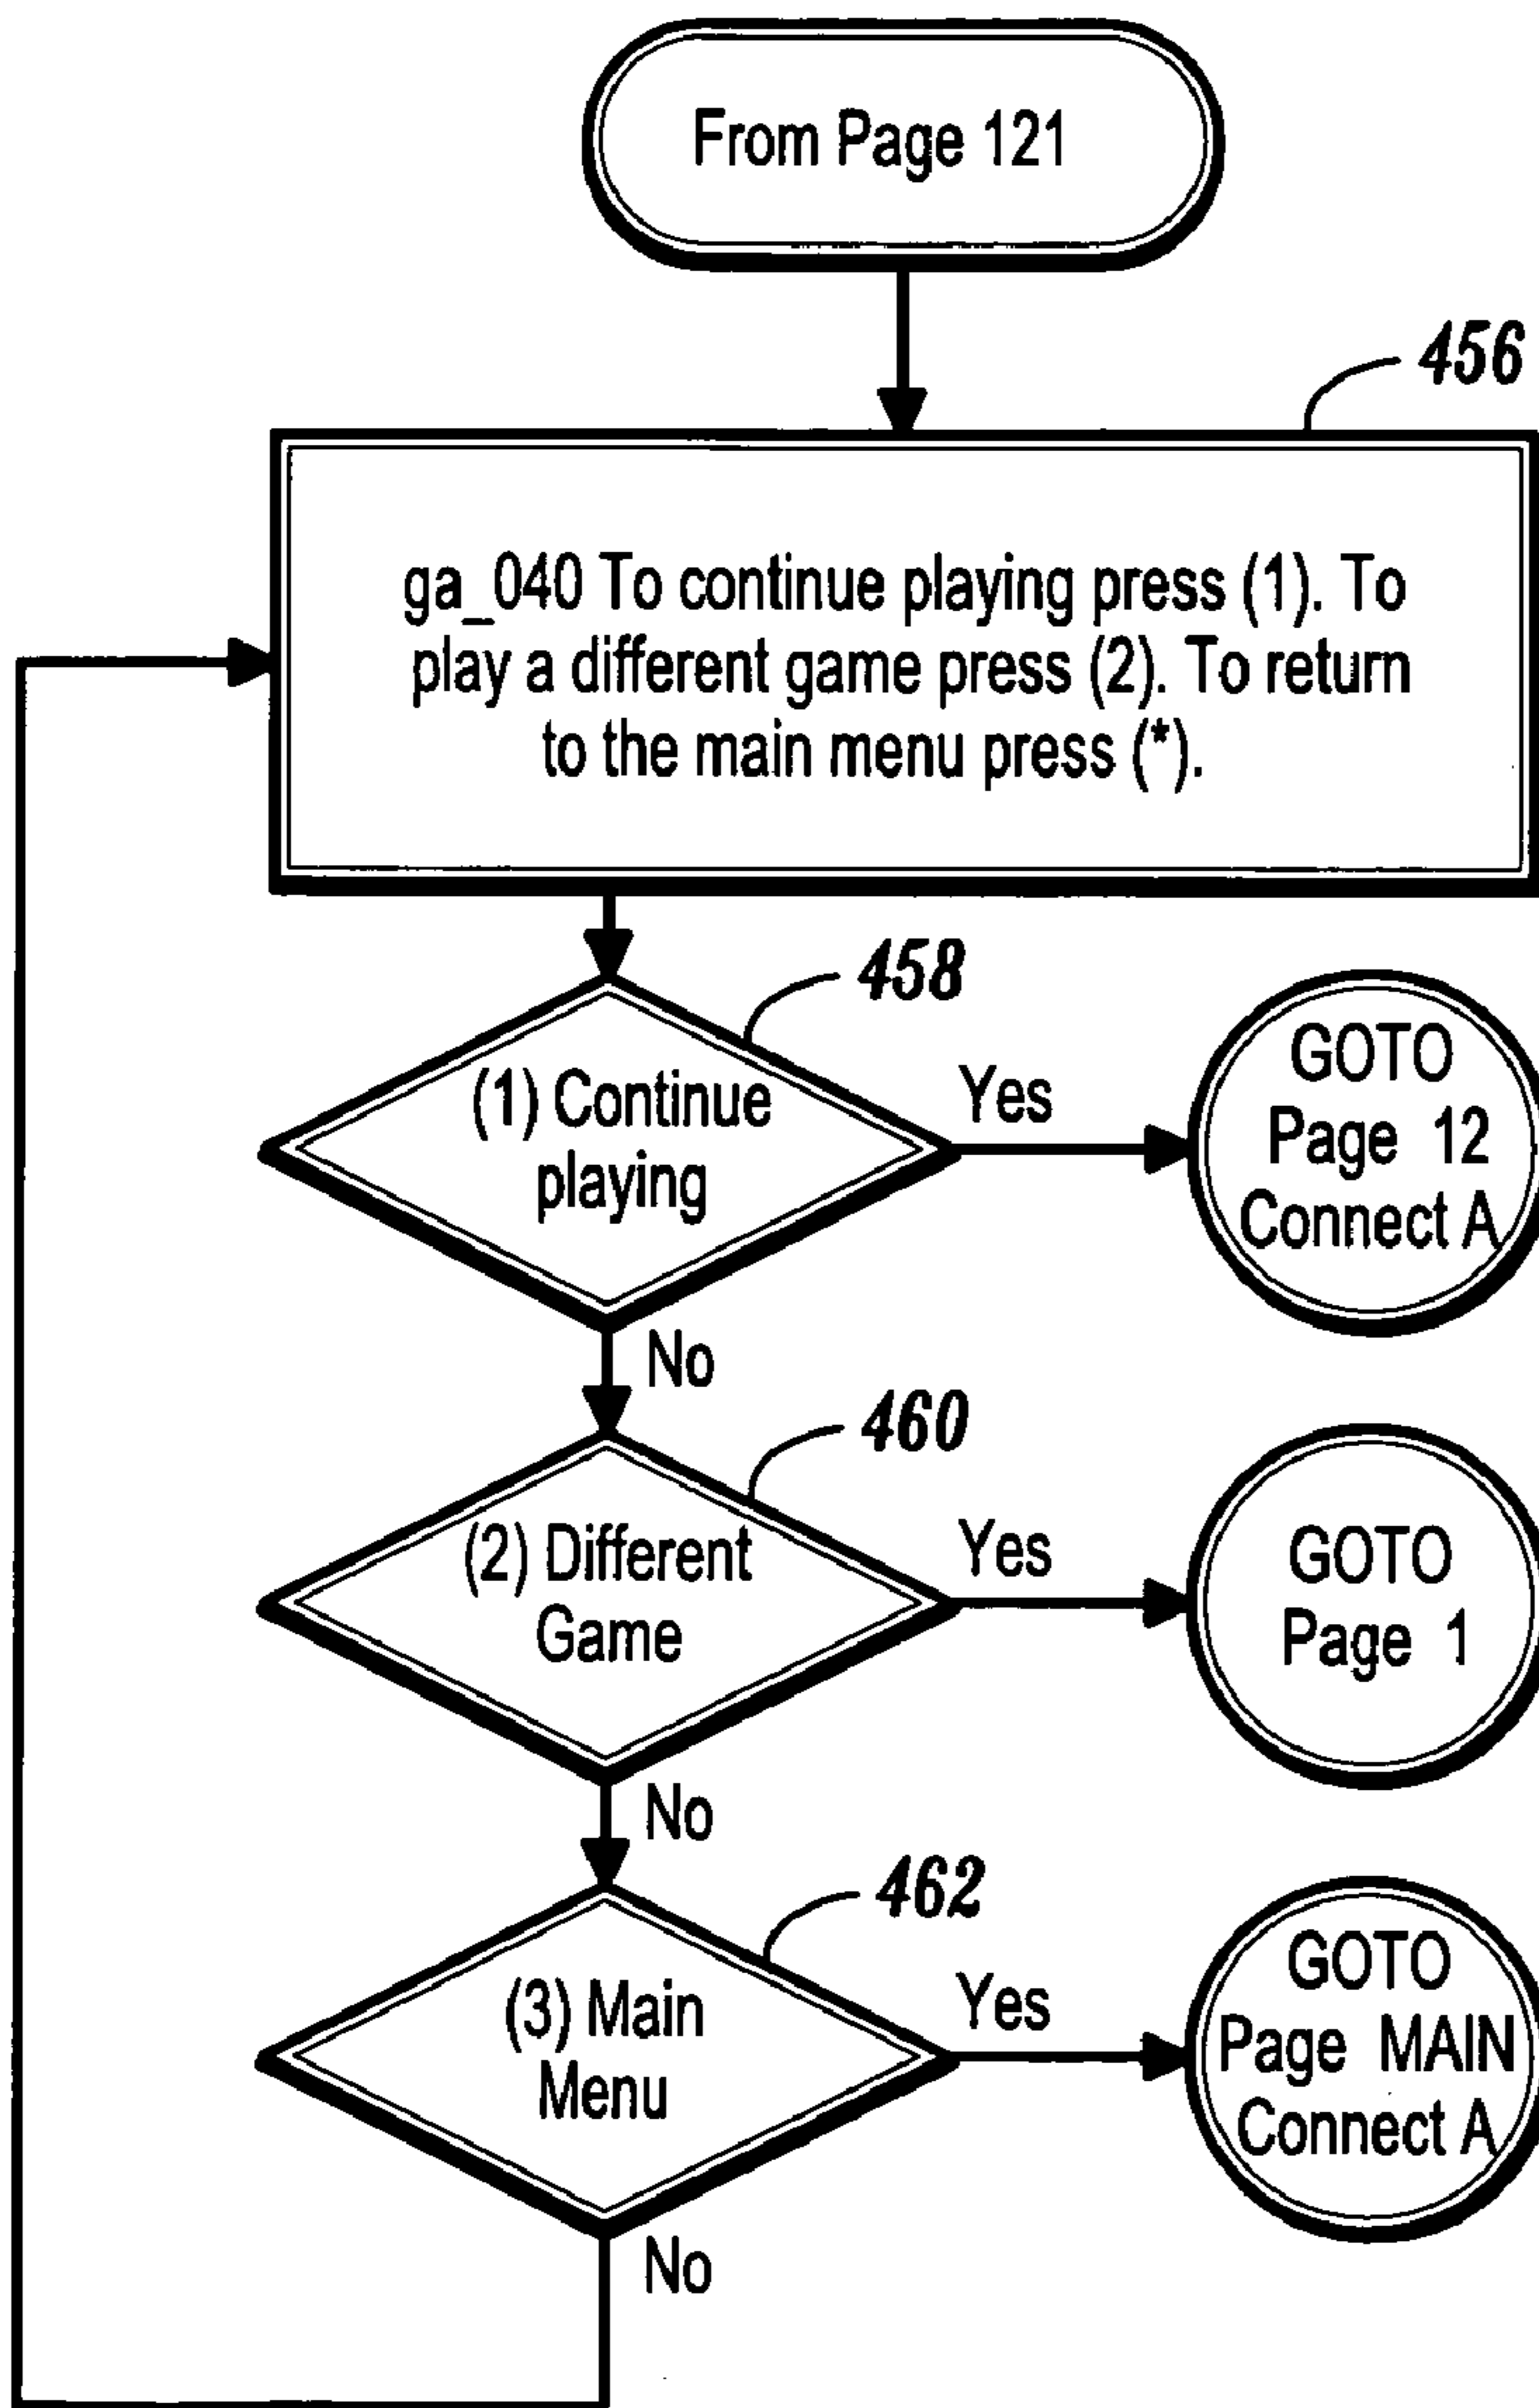 From Page 121
456
ga_040 To continue playing press (1). To
play a different game press (2). To return
to the main menu press (*).
458
(1) Continue
playing
Yes
GOTO
Page 12
Connect A
No
460
(2) Different
Game
Yes
GOTO
Page 1
No
462
(3) Main
Menu
Yes
GOTO
Page MAIN
Connect A
No